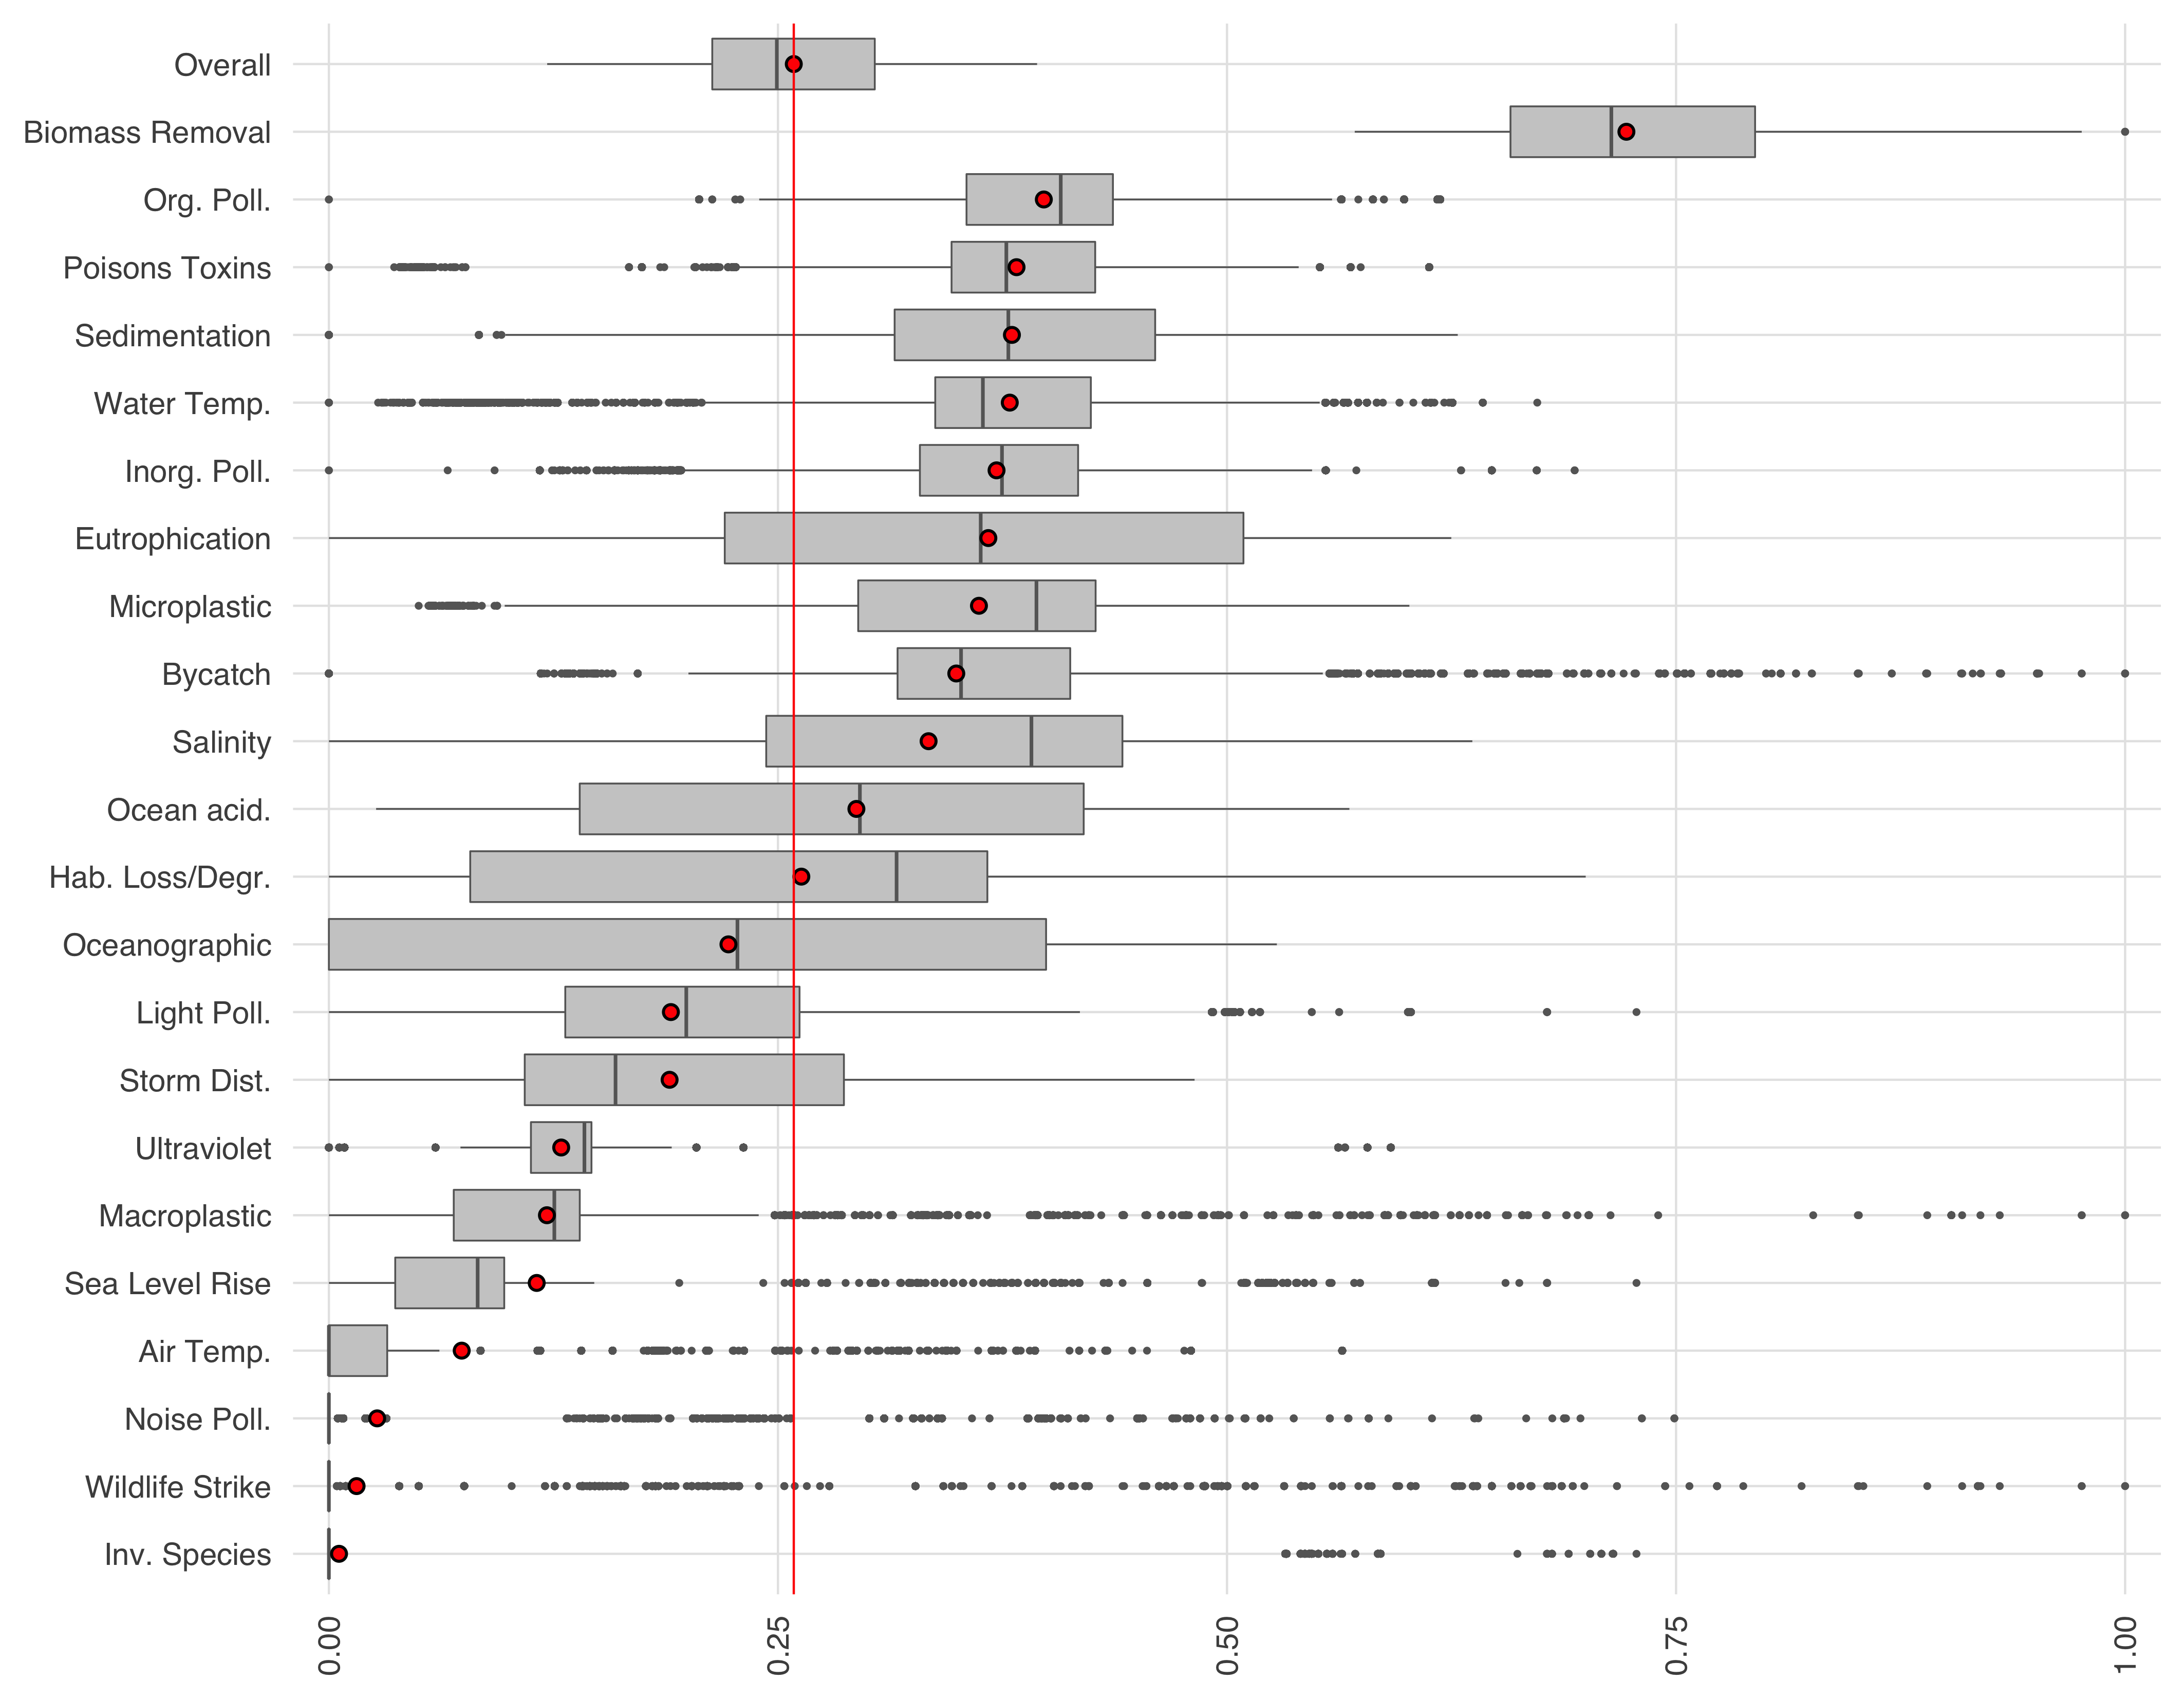 Overall
Biomass Removal
Org. Poll.
Poisons Toxins
Sedimentation
Water Temp.
Inorg. Poll.
Eutrophication
Microplastic
Bycatch
Salinity
Ocean acid.
Hab. Loss/Degr.
Oceanographic
Light Poll.
Storm Dist.
Ultraviolet
Macroplastic
Sea Level Rise
Air Temp.
Noise Poll.
Wildlife Strike
Inv. Species
0.00
0.25
0.50
0.75
1.00